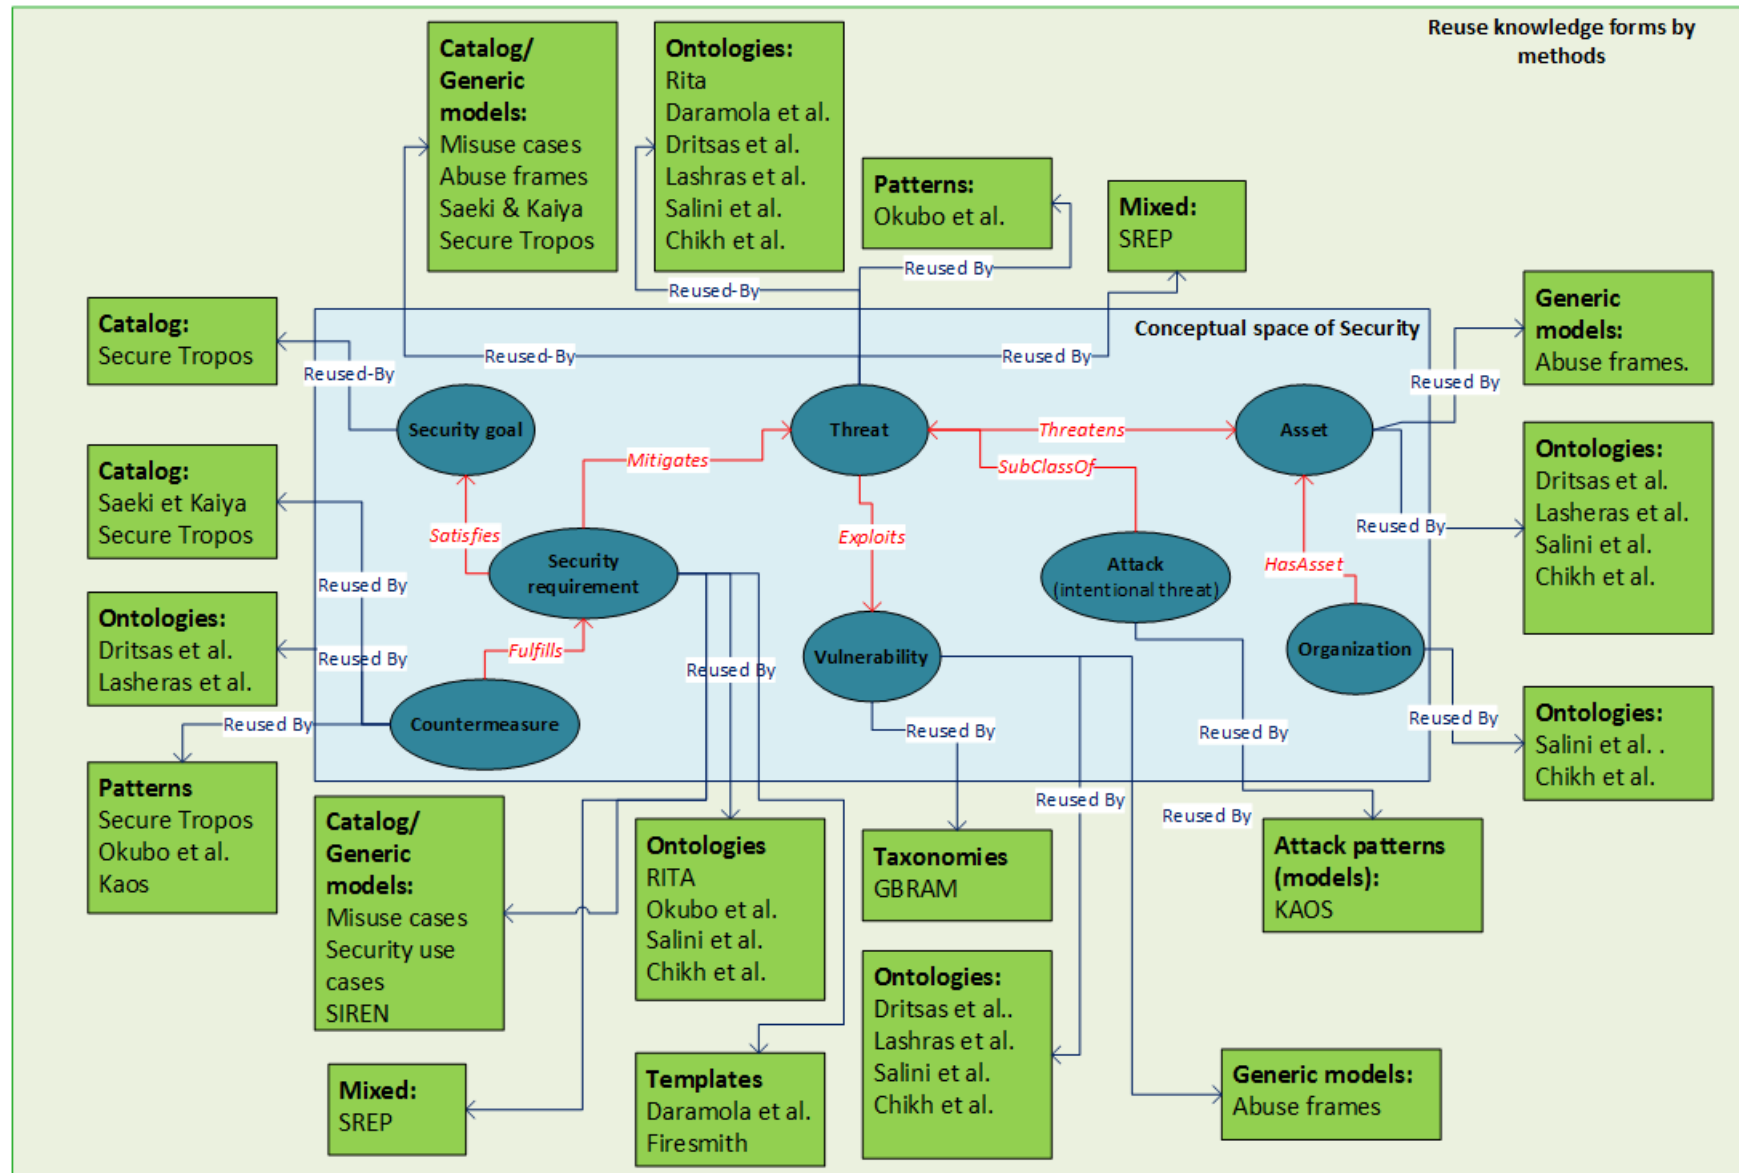 Reuse knowledge forms by
methods
Catalog/
Generic
models:
Misuse cases
Abuse frames
Saeki & Kaiya
Secure Tropos
Ontologies:
Rita
Daramola et al.
Dritsas et al.
Lashras et al.
Salini et al.
Chikh et al.
Patterns:
Okubo et al.
Mixed:
SREP
Reused By
Reused-By
Generic
models:
Abuse frames.
Catalog:
Secure Tropos
Conceptual space of Security
Reused-By
Reused By
Reused-By
Reused By
Security goal
Threat
Threatens
Asset
Mitigates
SubClassOf
Catalog:
Saeki et Kaiya
Secure Tropos
Ontologies:
Dritsas et al.
Lasheras et al.
Salini et al.
Chikh et al.
Satisfies
Exploits
Reused By
Security
requirement
Attack
(intentional threat)
HasAsset
Reused By
Ontologies:
Dritsas et al.
Lasheras et al.
Reused By
Fulfills
Reused By
Vulnerability
Organization
Countermeasure
Reused By
Reused By
Reused By
Ontologies:
Salini et al. .
Chikh et al.
Patterns
Secure Tropos
Okubo et al.
Kaos
Reused By
Reused By
Catalog/
Generic
models:
Misuse cases
Security use
cases
SIREN
Ontologies
RITA
Okubo et al.
Salini et al.
Chikh et al.
Taxonomies
GBRAM
Attack patterns
(models):
KAOS
Ontologies:
Dritsas et al..
Lashras et al.
Salini et al.
Chikh et al.
Mixed:
SREP
Templates
Daramola et al.
Firesmith
Generic models:
Abuse frames